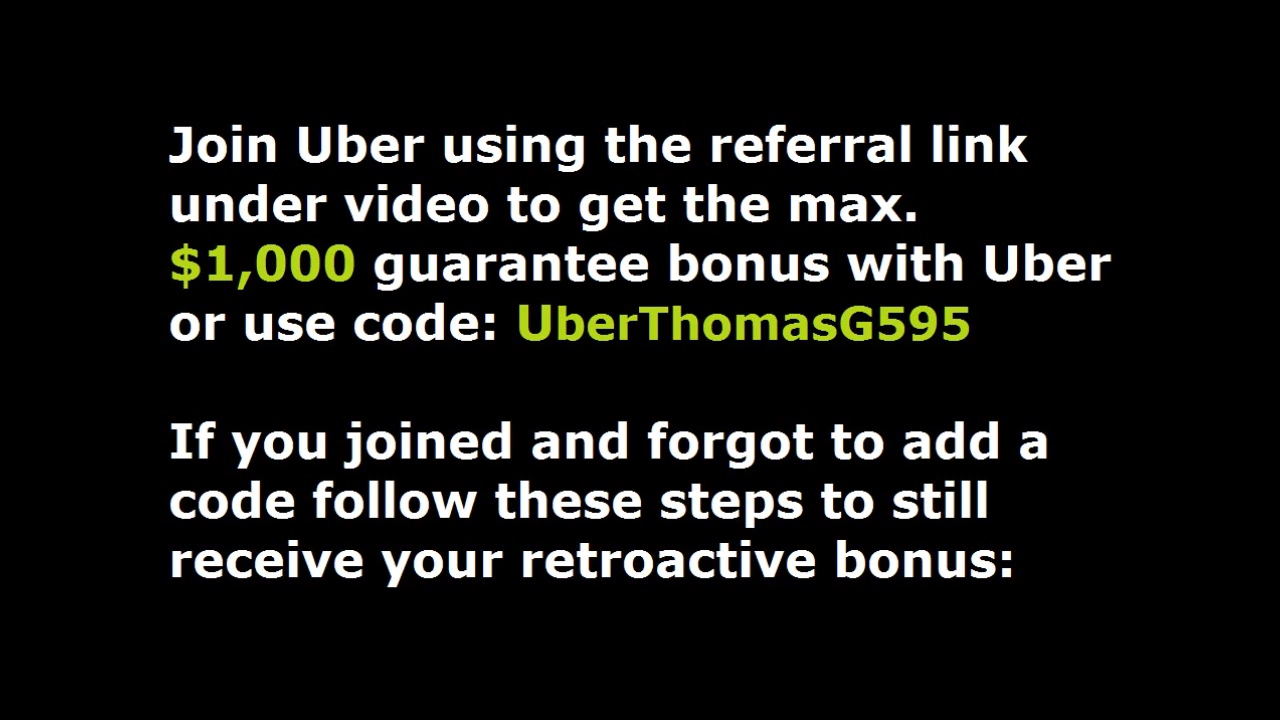 Join Uber using the referral link
under video to get the max.
$1,000 guarantee bonus with Uber
or use code: UberThomasG595
If you joined and forgot to add a
code follow these steps to still
receive your retroactive bonus: